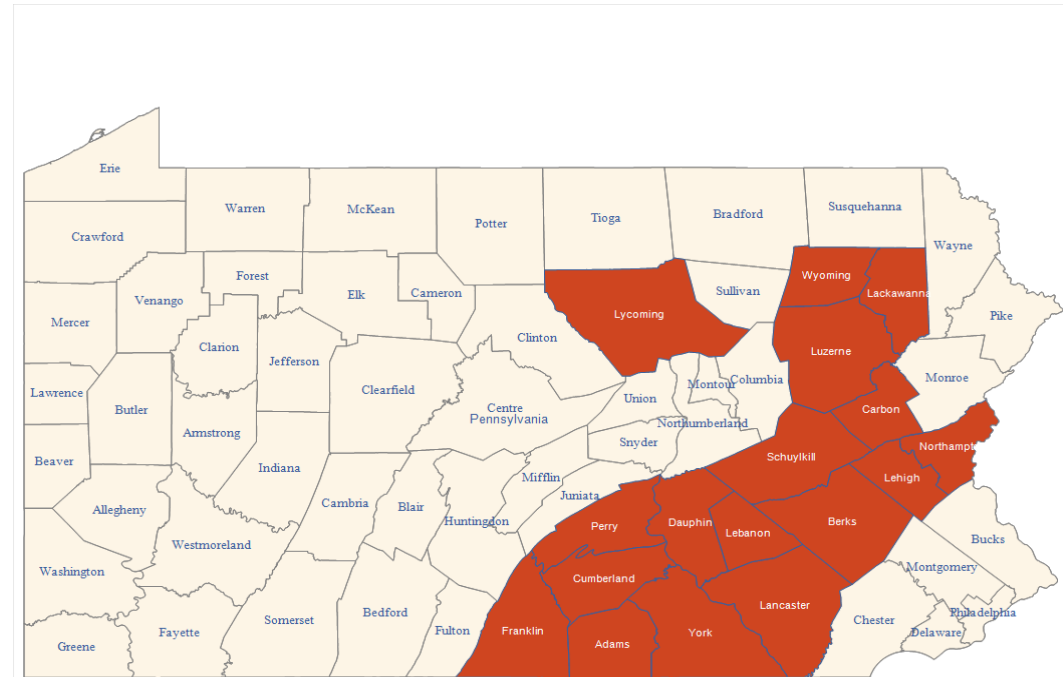 Erie
Warren
McKean
Potter
Tioga
Bradford
Susquehanna
Wayne
Crawford
Forest
Elk
Cameron
Venango
Sullivan
Wyoming
Lackawanna
Pike
Mercer
Clarion
Jefferson
Clinton
Lycoming
Luzerne
Monroe
Lawrence
Butler
Clearfield
Centre
Pennsylvania
Union
Montour
Columbia
Carbon
Armstrong
Northumberland
Snyder
Northampt
Beaver
Indiana
Mifflin
Schuylkill
Lehigh
Allegheny
Cambria
Blair
Huntingdon
Juniata
Perry
Dauphin
Lebanon
Berks
Bucks
Westmoreland
Washington
Cumberland
Montgomery
Lancaster
Philadelphia
Bedford
Somerset
Fayette
Fulton
Franklin
Adams
York
Chester
Delaware
Greene